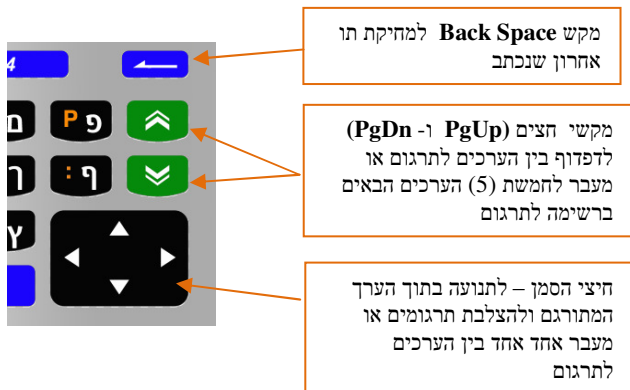 מקש Back Space למחיקת תו
אחרון שנכתב
מקשי חצים (PgUp ו- PgDn)
לדפדוף בין הערכים לתרגום או
מעבר לחמשת (5) הערכים הבאים
ברשימה לתרגום
חיצי הסמן – לתנועה בתוך הערך
המתורגם ולהצלבת תרגומים או
מעבר אחד אחד בין הערכים
לתרגום
4
ם P פ
ך : ף
ץ